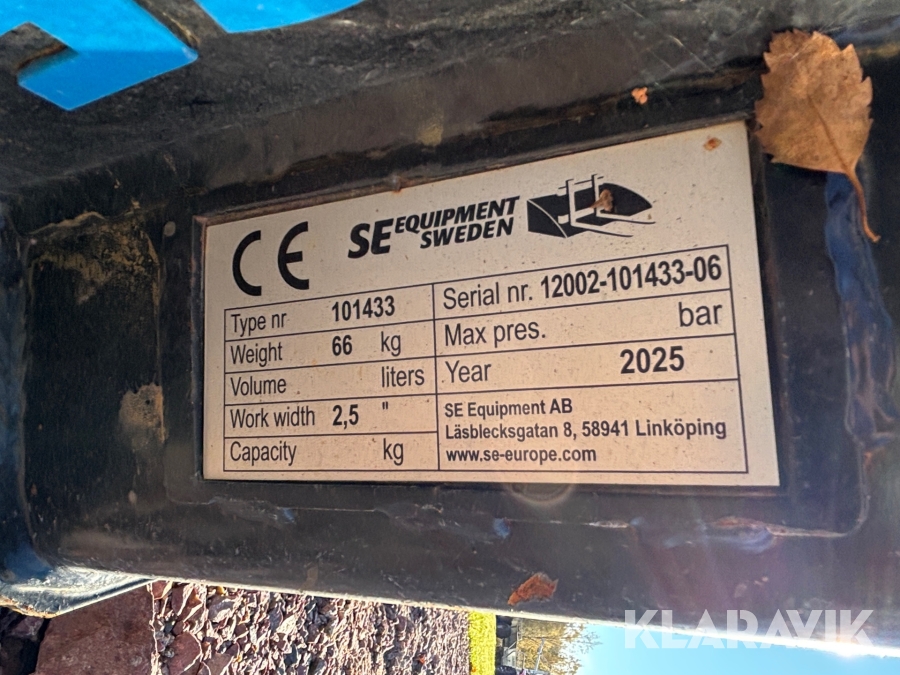 CE SE EQUIPMENT SWEDEN
Type nr 101433 Serial nr. 12002-101433-06
Weight 66 kg Max pres. bar
Volume liters Year 2025
Work width 2,5 " SE Equipment AB
Läsblecksgatan 8, 58941 Linköping
Capacity kg www.se-europe.com
KLARAVIK